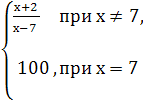 x+2/x−7 при x ≠ 7,
100 , при x = 7